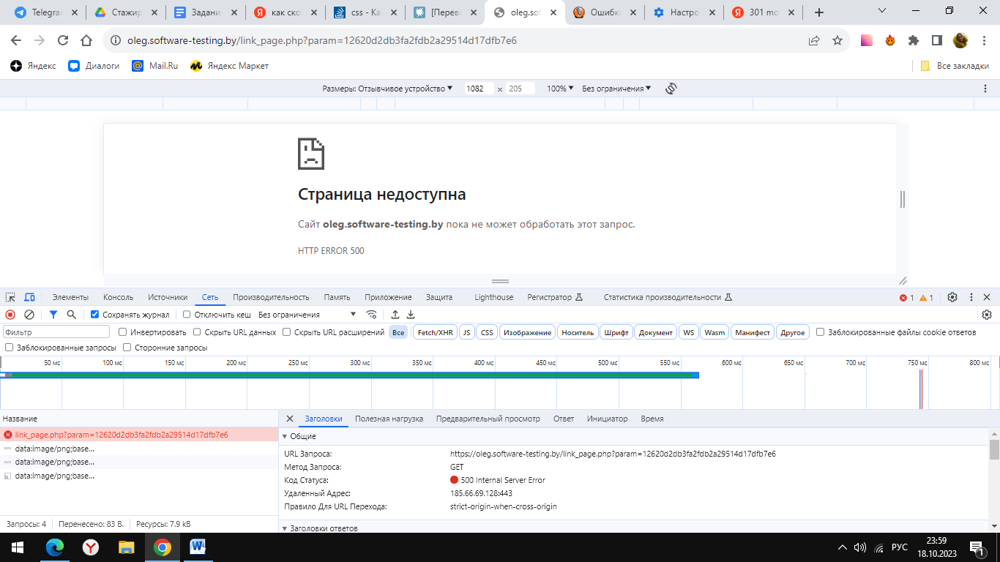 Telegram
Стажир
Задани
как ско
css - Ка
[Перев
oleg.sof
Ошибка
Настро
301 mo
oleg.software-testing.by/link_page.php?param=12620d2db3fa2fdb2a29514d17dfb7e6
Яндекс Диалоги Mail.Ru Яндекс Маркет Все закладки
Размеры: Отзывчивое устройство ▼ 1082 x 205 100% ▼ Без ограничения ▼
Страница недоступна
Сайт oleg.software-testing.by пока не может обработать этот запрос.
HTTP ERROR 500
Элементы Консоль Источники Сеть Производительность Память Приложение Защита Lighthouse Регистратор Статистика производительности 1 1
Сохранять журнал Отключить кеш Без ограничения
Фильтр Инвертировать Скрыть URL данных Скрыть URL расширений Все Fetch/XHR JS CSS Изображение Носитель Шрифт Документ WS Wasm Манифест Другое Заблокированные файлы cookie ответов
Заблокированные запросы Сторонние запросы
50 мс 100 мс 150 мс 200 мс 250 мс 300 мс 350 мс 400 мс 450 мс 500 мс 550 мс 600 мс 650 мс 700 мс 750 мс 800 мс
Название
link_page.php?param=12620d2db3fa2fdb2a29514d17dfb7e6
data:image/png;base...
data:image/png;base...
data:image/png;base...
Запросы: 4 Перенесено: 83 B. Ресурсы: 7.9 kB
Заголовки Полезная нагрузка Предварительный просмотр Ответ Инициатор Время
Общие
URL Запроса: https://oleg.software-testing.by/link_page.php?param=12620d2db3fa2fdb2a29514d17dfb7e6
Метод Запроса: GET
Код Статуса: 500 Internal Server Error
Удаленный Адрес: 185.66.69.128:443
Правило Для URL Перехода: strict-origin-when-cross-origin
Заголовки ответов
РУС
23:59
18.10.2023
1